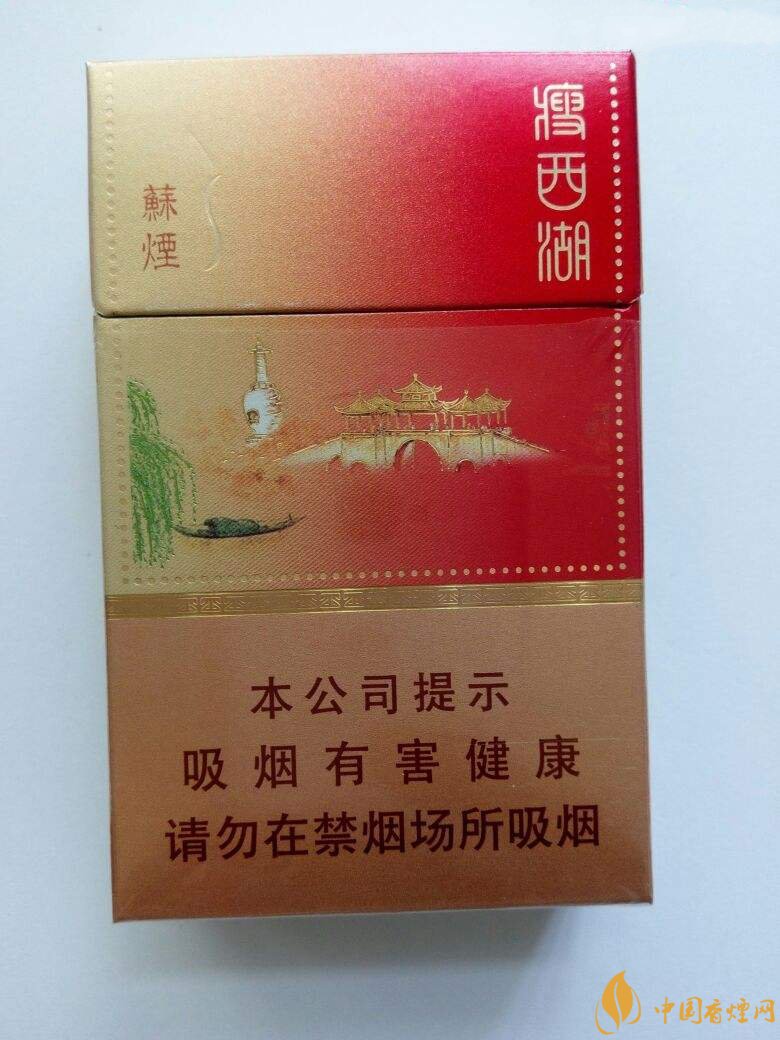 瘦西湖
蘇煙
本公司提示
吸烟有害健康
请勿在禁烟场所吸烟
中国香煙网